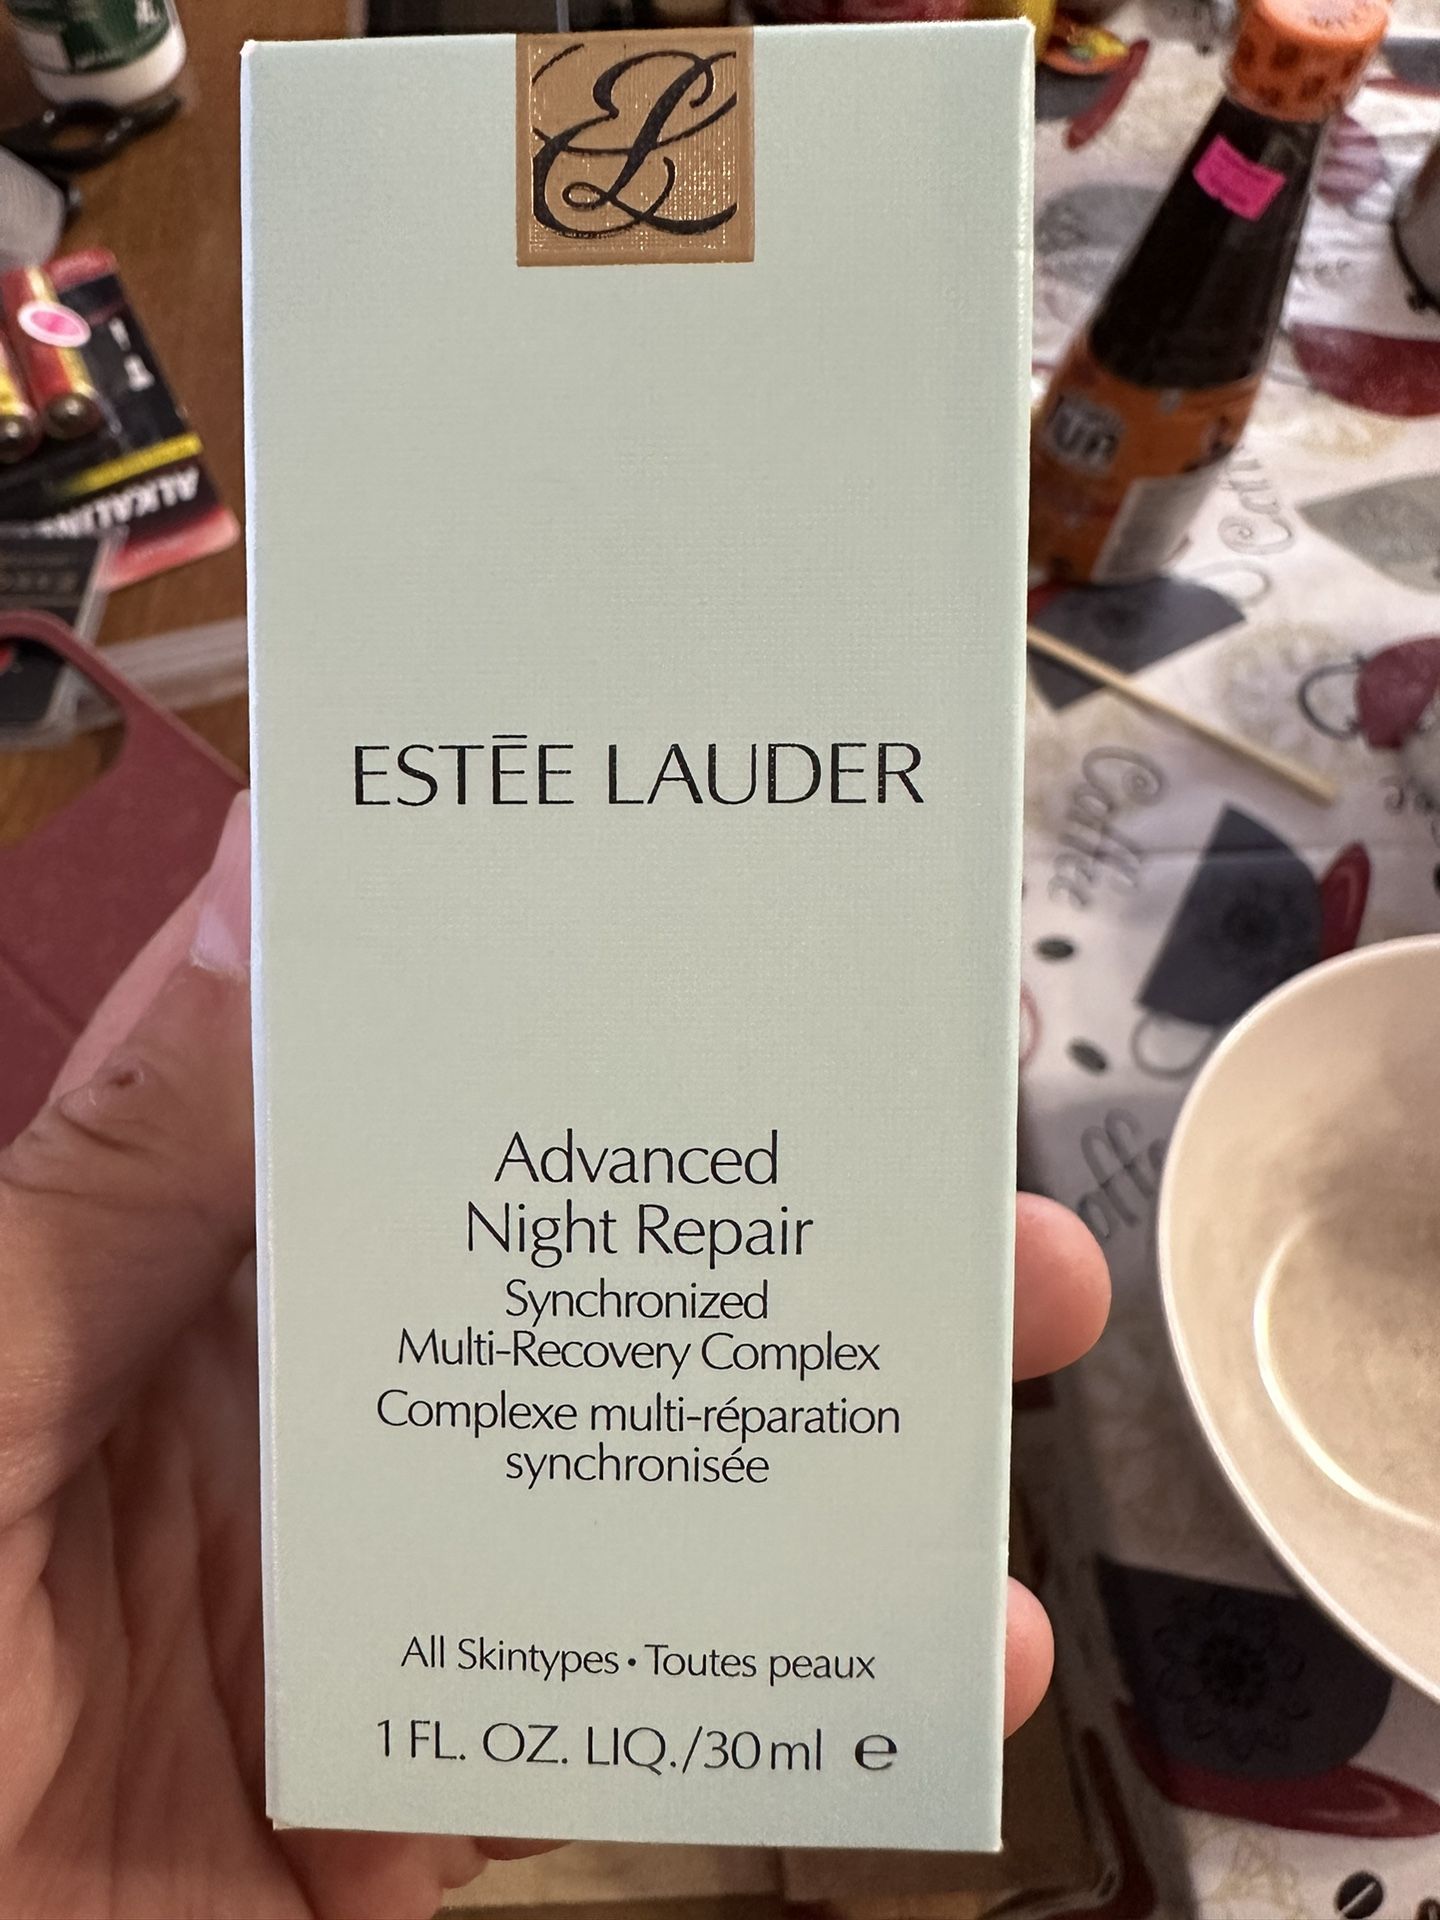 EL
ESTĒE LAUDER
Advanced
Night Repair
Synchronized
Multi-Recovery Complex
Complexe multi-réparation
synchronisée
All Skintypes • Toutes peaux
1 FL. OZ. LIQ./30 ml e
Coffee